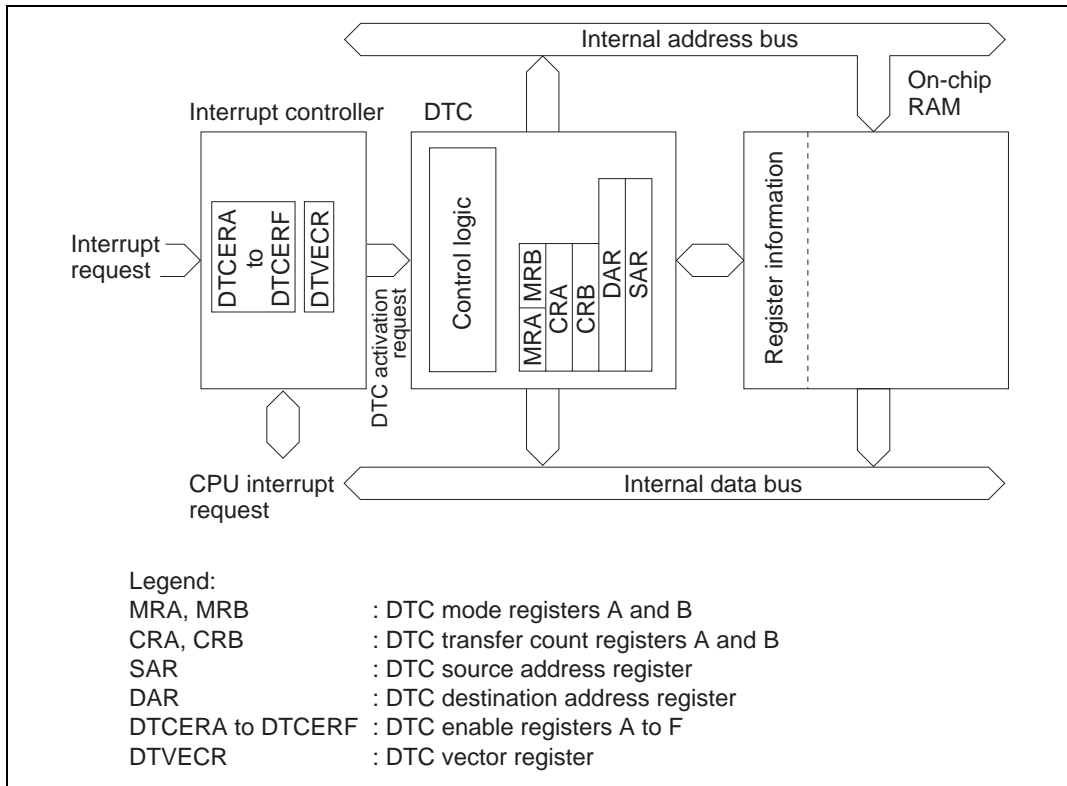 Internal address bus
On-chip
RAM
Interrupt controller
DTC
Interrupt
request
DTCERA
to
DTCERF
DTVECR
DTC activation
request
Control logic
MRA
MRB
CRA
CRB
DAR
SAR
Register information
CPU interrupt
request
Internal data bus
Legend:
MRA, MRB : DTC mode registers A and B
CRA, CRB : DTC transfer count registers A and B
SAR : DTC source address register
DAR : DTC destination address register
DTCERA to DTCERF : DTC enable registers A to F
DTVECR : DTC vector register